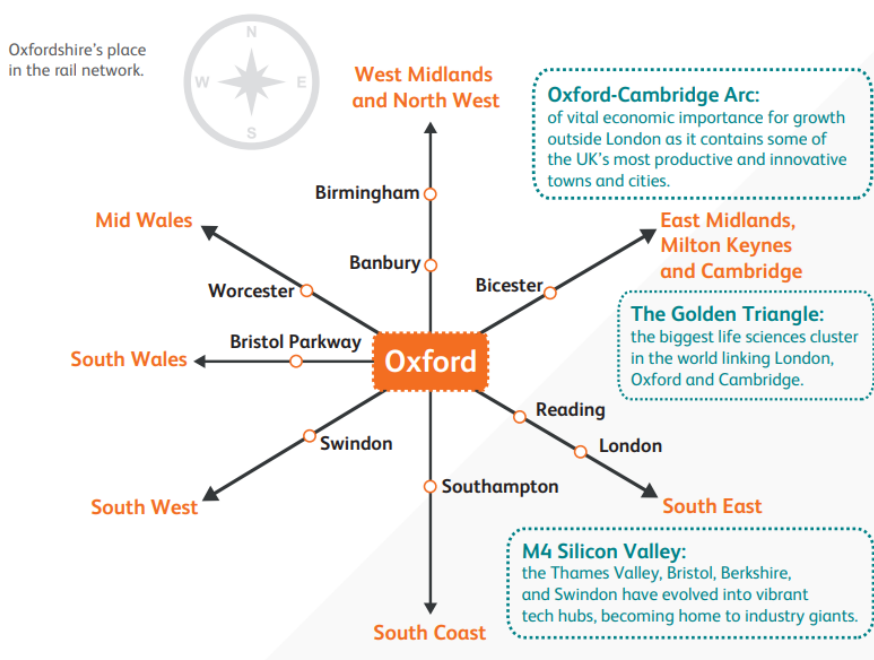 Oxfordshire's place
in the rail network.
N
W
E
S
West Midlands
and North West
Oxford-Cambridge Arc:
of vital economic importance for growth
outside London as it contains some of
the UK's most productive and innovative
towns and cities.
Birmingham
Mid Wales
East Midlands,
Milton Keynes
and Cambridge
Banbury
Bicester
Worcester
The Golden Triangle:
the biggest life sciences cluster
in the world linking London,
Oxford and Cambridge.
Bristol Parkway
South Wales
Oxford
Reading
Swindon
London
Southampton
South West
South East
M4 Silicon Valley:
the Thames Valley, Bristol, Berkshire,
and Swindon have evolved into vibrant
tech hubs, becoming home to industry giants.
South Coast